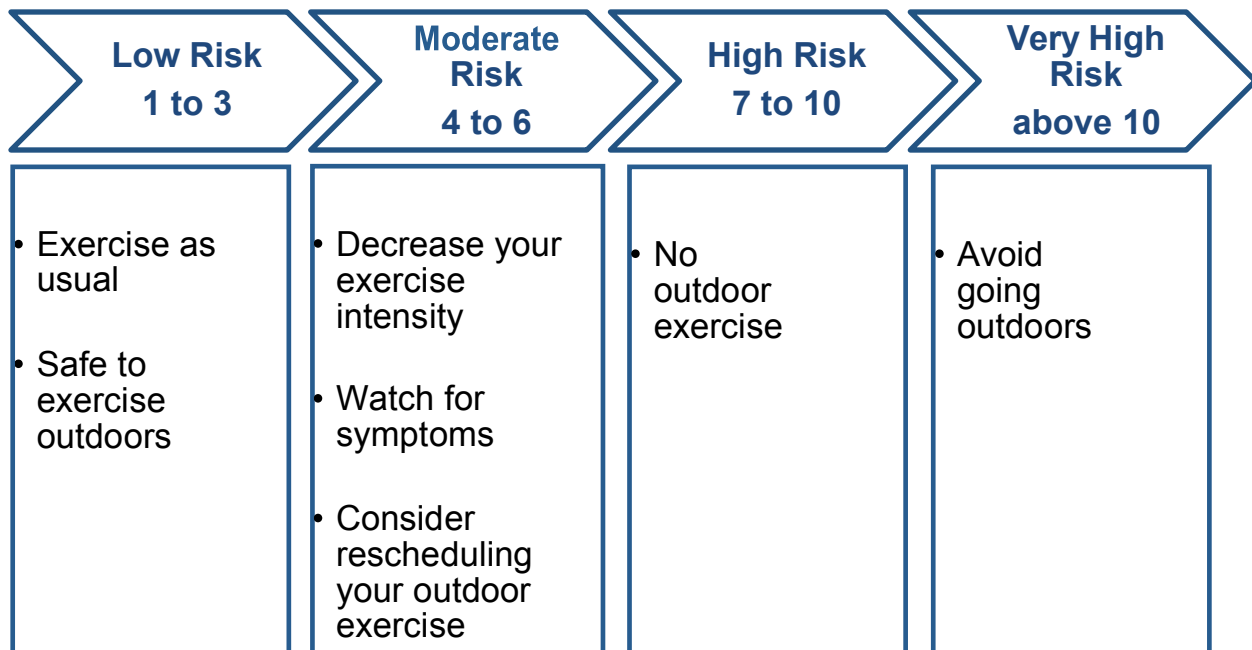 Low Risk
1 to 3
Moderate
Risk
4 to 6
High Risk
7 to 10
Very High
Risk
above 10
• Exercise as
usual
• Safe to
exercise
outdoors
• Decrease your
exercise
intensity
• Watch for
symptoms
• Consider
rescheduling
your outdoor
exercise
• No
outdoor
exercise
• Avoid
going
outdoors